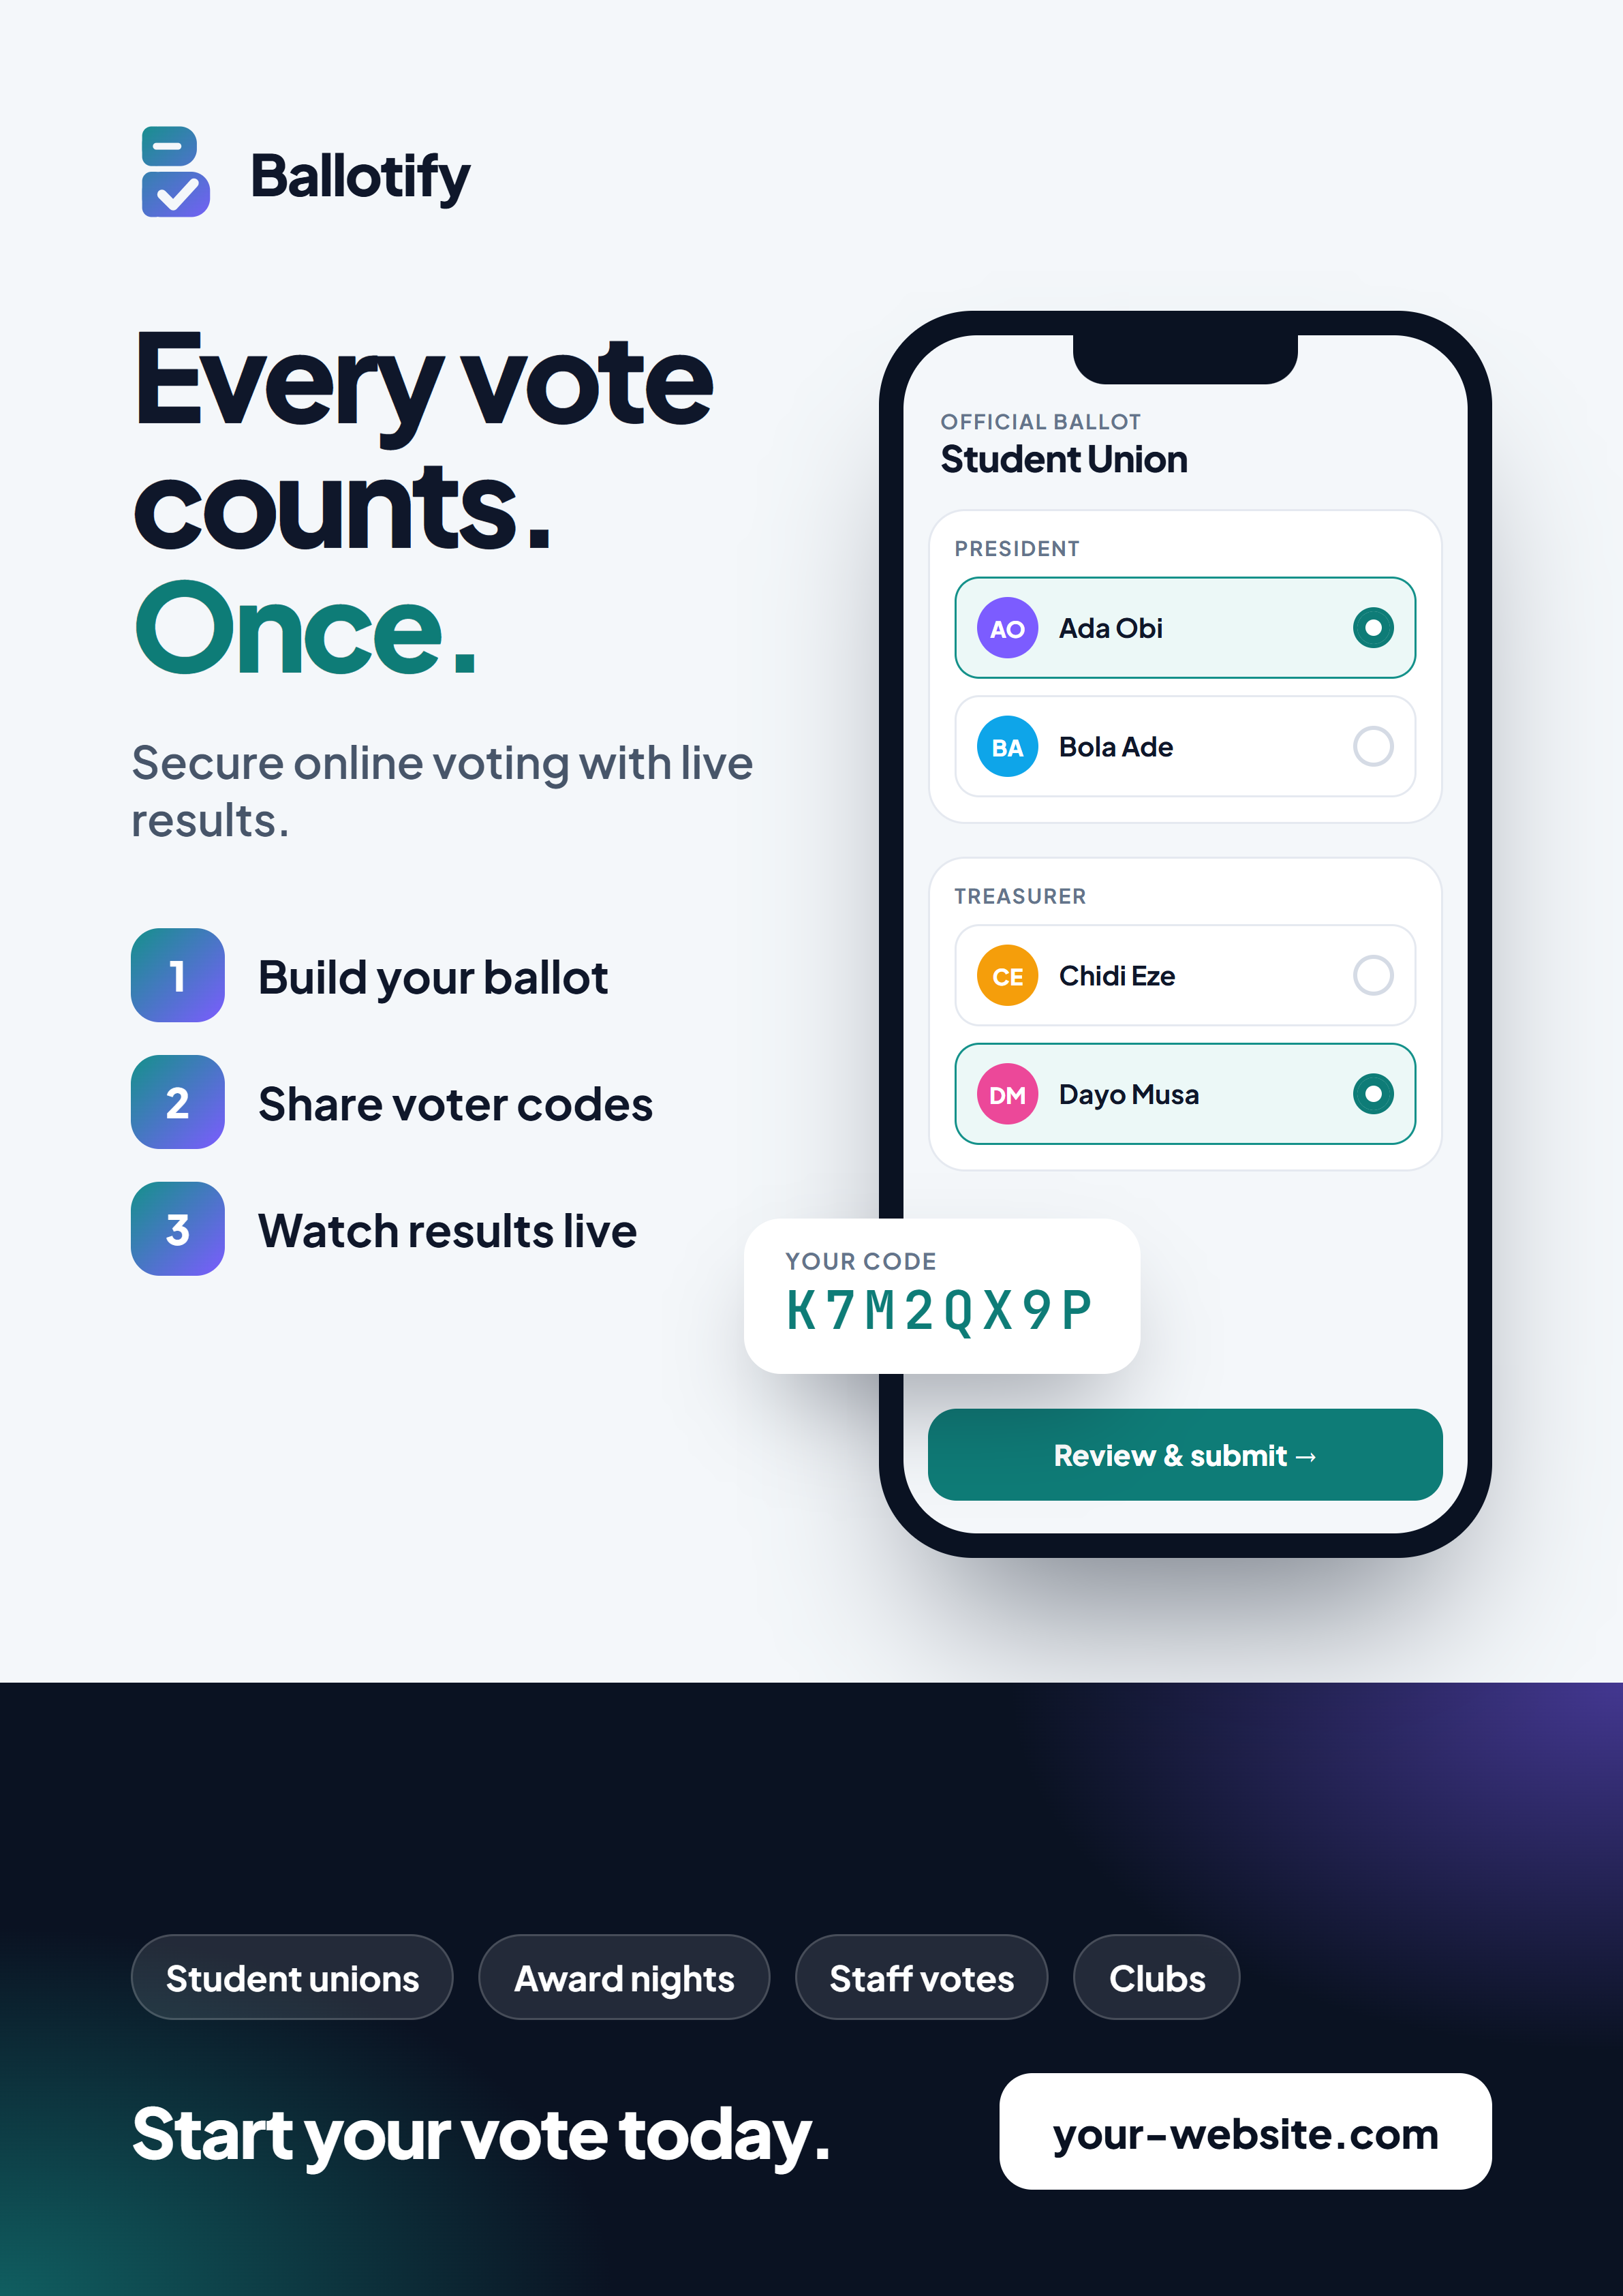 Ballotify
Every vote
counts.
Once.
Secure online voting with live
results.
1 Build your ballot
2 Share voter codes
3 Watch results live
OFFICIAL BALLOT
Student Union
PRESIDENT
AO Ada Obi
BA Bola Ade
TREASURER
CE Chidi Eze
DM Dayo Musa
YOUR CODE
K7M2QX9P
Review & submit →
Student unions Award nights Staff votes Clubs
Start your vote today.
your-website.com